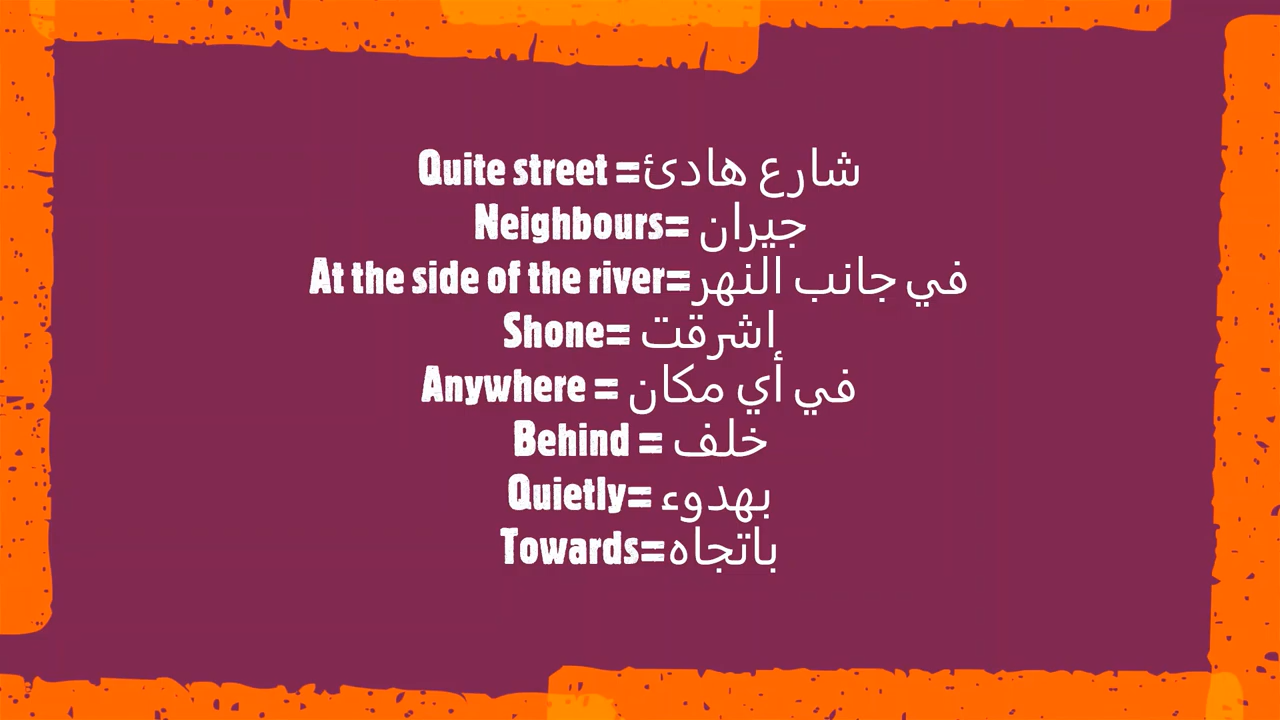 Quite street =شارع هادئ
Neighbours= جيران
At the side of the river=في جانب النهر
Shone= اشرقت
Anywhere = في أي مكان
Behind = خلف
Quietly= بهدوء
Towards=باتجاه